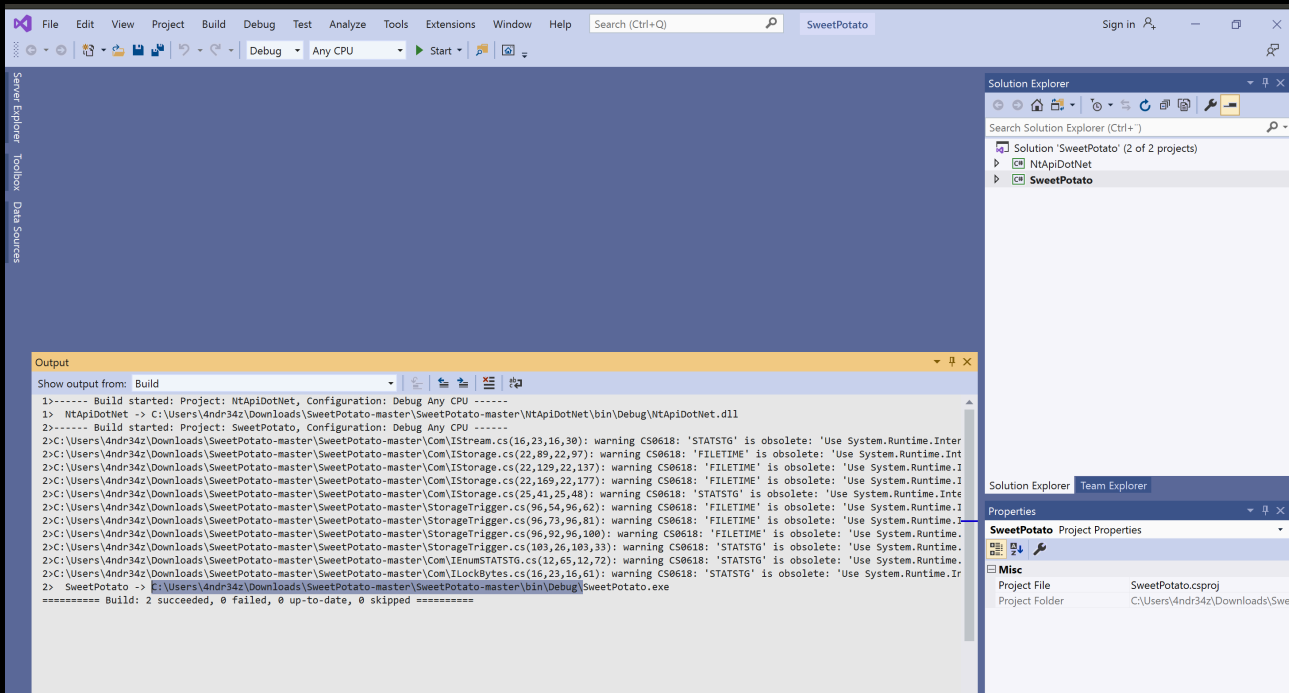 File Edit View Project Build Debug Test Analyze Tools Extensions Window Help Search (Ctrl+Q) SweetPotato Sign in
Debug Any CPU Start
Server Explorer
Toolbox
Data Sources
Solution Explorer
Search Solution Explorer (Ctrl+¨)
Solution 'SweetPotato' (2 of 2 projects)
C# NtApiDotNet
C# SweetPotato
Output
Show output from: Build
1>------ Build started: Project: NtApiDotNet, Configuration: Debug Any CPU ------
1> NtApiDotNet -> C:\Users\4ndr34z\Downloads\SweetPotato-master\SweetPotato-master\NtApiDotNet\bin\Debug\NtApiDotNet.dll
2>------ Build started: Project: SweetPotato, Configuration: Debug Any CPU ------
2>C:\Users\4ndr34z\Downloads\SweetPotato-master\SweetPotato-master\Com\IStream.cs(16,23,16,30): warning CS0618: 'STATSTG' is obsolete: 'Use System.Runtime.Inter
2>C:\Users\4ndr34z\Downloads\SweetPotato-master\SweetPotato-master\Com\IStorage.cs(22,89,22,97): warning CS0618: 'FILETIME' is obsolete: 'Use System.Runtime.Int
2>C:\Users\4ndr34z\Downloads\SweetPotato-master\SweetPotato-master\Com\IStorage.cs(22,129,22,137): warning CS0618: 'FILETIME' is obsolete: 'Use System.Runtime.I
2>C:\Users\4ndr34z\Downloads\SweetPotato-master\SweetPotato-master\Com\IStorage.cs(22,169,22,177): warning CS0618: 'FILETIME' is obsolete: 'Use System.Runtime.I
2>C:\Users\4ndr34z\Downloads\SweetPotato-master\SweetPotato-master\Com\IStorage.cs(25,41,25,48): warning CS0618: 'STATSTG' is obsolete: 'Use System.Runtime.Inte
2>C:\Users\4ndr34z\Downloads\SweetPotato-master\SweetPotato-master\StorageTrigger.cs(96,54,96,62): warning CS0618: 'FILETIME' is obsolete: 'Use System.Runtime.I
2>C:\Users\4ndr34z\Downloads\SweetPotato-master\SweetPotato-master\StorageTrigger.cs(96,73,96,81): warning CS0618: 'FILETIME' is obsolete: 'Use System.Runtime.I
2>C:\Users\4ndr34z\Downloads\SweetPotato-master\SweetPotato-master\StorageTrigger.cs(96,92,96,100): warning CS0618: 'FILETIME' is obsolete: 'Use System.Runtime.
2>C:\Users\4ndr34z\Downloads\SweetPotato-master\SweetPotato-master\StorageTrigger.cs(103,26,103,33): warning CS0618: 'STATSTG' is obsolete: 'Use System.Runtime.
2>C:\Users\4ndr34z\Downloads\SweetPotato-master\SweetPotato-master\Com\IEnumSTATSTG.cs(12,65,12,72): warning CS0618: 'STATSTG' is obsolete: 'Use System.Runtime.
2>C:\Users\4ndr34z\Downloads\SweetPotato-master\SweetPotato-master\Com\ILockBytes.cs(16,23,16,61): warning CS0618: 'STATSTG' is obsolete: 'Use System.Runtime.Ir
2> SweetPotato -> C:\Users\4ndr34z\Downloads\SweetPotato-master\SweetPotato-master\bin\Debug\SweetPotato.exe
========== Build: 2 succeeded, 0 failed, 0 up-to-date, 0 skipped ==========
Solution Explorer Team Explorer
Properties
SweetPotato Project Properties
Misc
Project File SweetPotato.csproj
Project Folder C:\Users\4ndr34z\Downloads\Swe